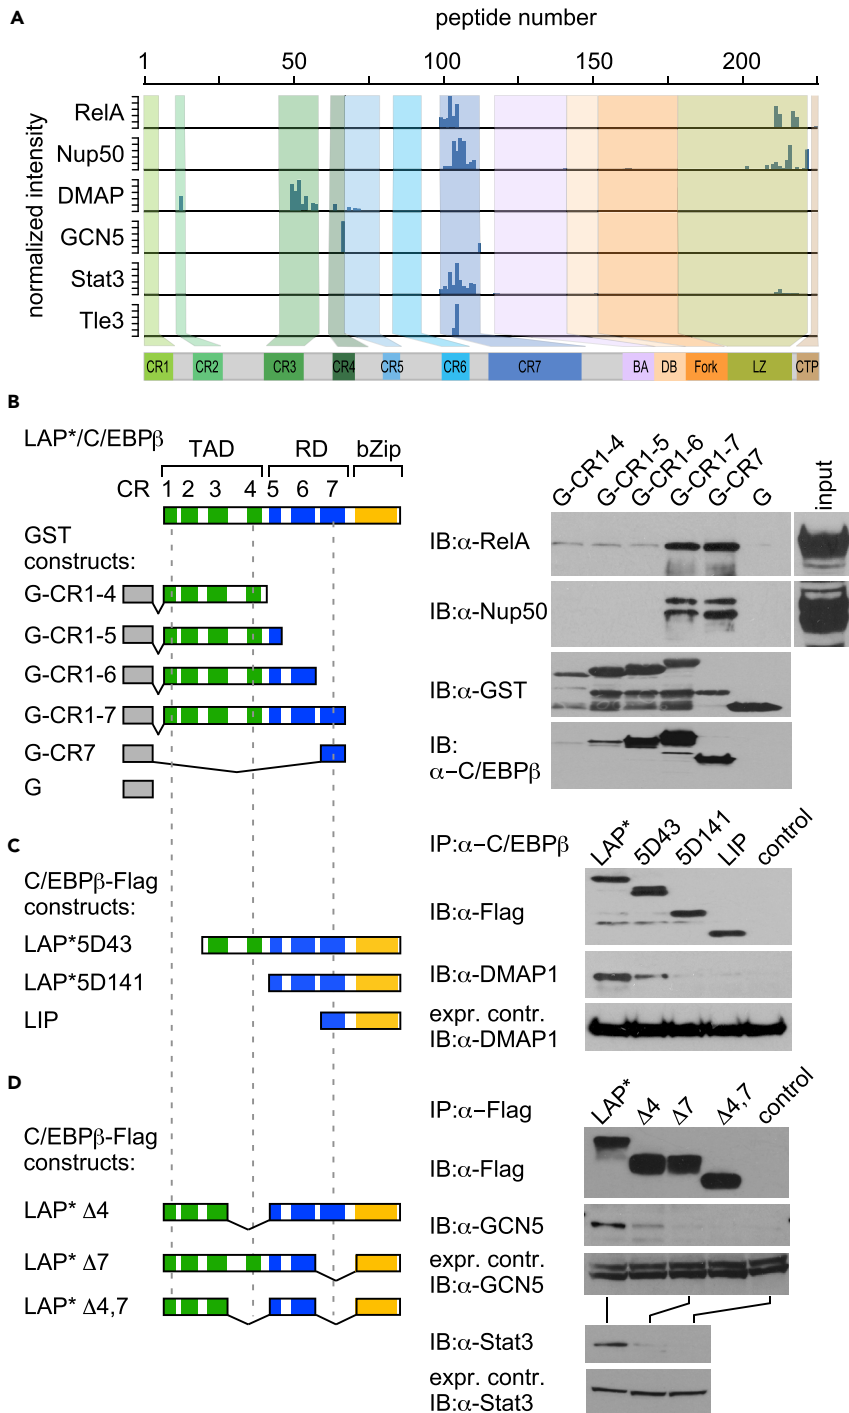 A
peptide number
1 50 100 150 200
normalized intensity
RelA
Nup50
DMAP
GCN5
Stat3
Tle3
CR1 CR2 CR3 CR4 CR5 CR6 CR7 BA DB Fork LZ CTP
B
LAP*/C/EBPβ
TAD RD bZip
CR 1 2 3 4 5 6 7
GST
constructs:
G-CR1-4
G-CR1-5
G-CR1-6
G-CR1-7
G-CR7
G
G-CR1-4 G-CR1-5 G-CR1-6 G-CR1-7 G-CR7 G input
IB:α-RelA
IB:α-Nup50
IB:α-GST
IB:
α–C/EBPβ
C
C/EBPβ-Flag
constructs:
LAP*5D43
LAP*5D141
LIP
IP:α–C/EBPβ
LAP* 5D43 5D141 LIP control
IB:α-Flag
IB:α-DMAP1
expr. contr.
IB:α-DMAP1
D
C/EBPβ-Flag
constructs:
LAP* Δ4
LAP* Δ7
LAP* Δ4,7
IP:α–Flag
LAP* Δ4 Δ7 Δ4,7 control
IB:α-Flag
IB:α-GCN5
expr. contr.
IB:α-GCN5
IB:α-Stat3
expr. contr.
IB:α-Stat3